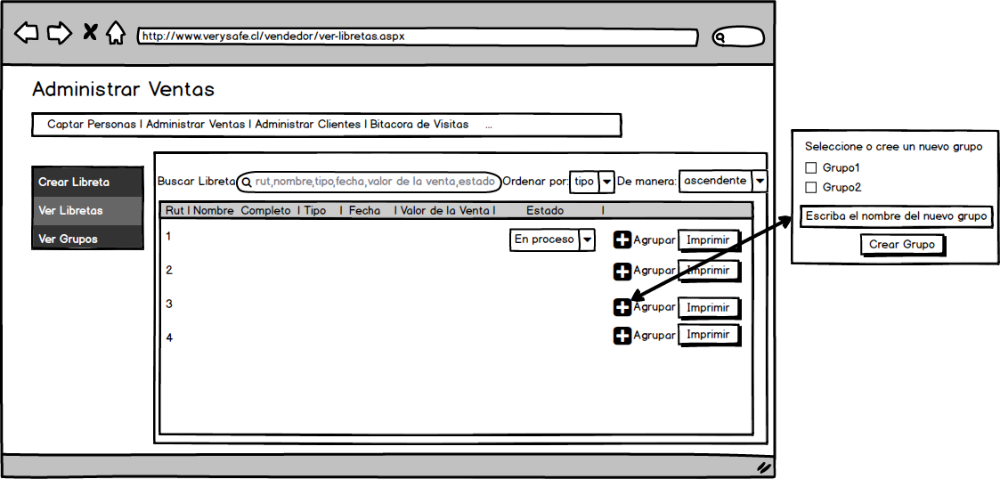 http://www.verysafe.cl/vendedor/ver-libretas.aspx
Administrar Ventas
Captar Personas | Administrar Ventas | Administrar Clientes | Bitacora de Visitas ...
Crear Libreta
Ver Libretas
Ver Grupos
Buscar Libreta rut,nombre,tipo,fecha,valor de la venta,estado Ordenar por: tipo De manera: ascendente
Rut | Nombre Completo | Tipo | Fecha | Valor de la Venta | Estado |
1 En proceso Agrupar Imprimir
2 Agrupar Imprimir
3 Agrupar Imprimir
4 Agrupar Imprimir
Seleccione o cree un nuevo grupo
Grupo1
Grupo2
Escriba el nombre del nuevo grupo
Crear Grupo